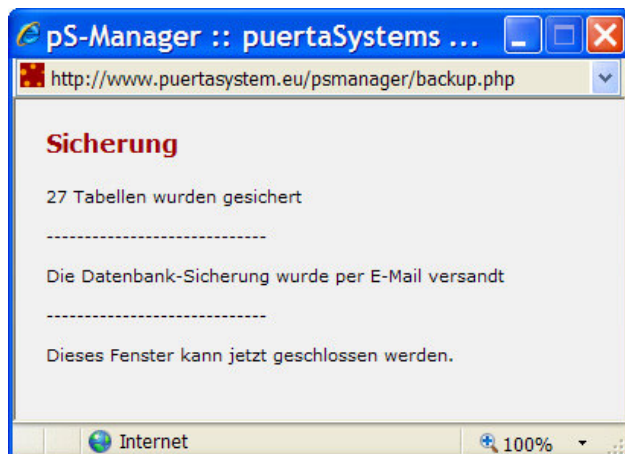 pS-Manager :: puertaSystems ...
http://www.puertasystem.eu/psmanager/backup.php
Sicherung
27 Tabellen wurden gesichert
-----------------------------
Die Datenbank-Sicherung wurde per E-Mail versandt
-----------------------------
Dieses Fenster kann jetzt geschlossen werden.
Internet 100%